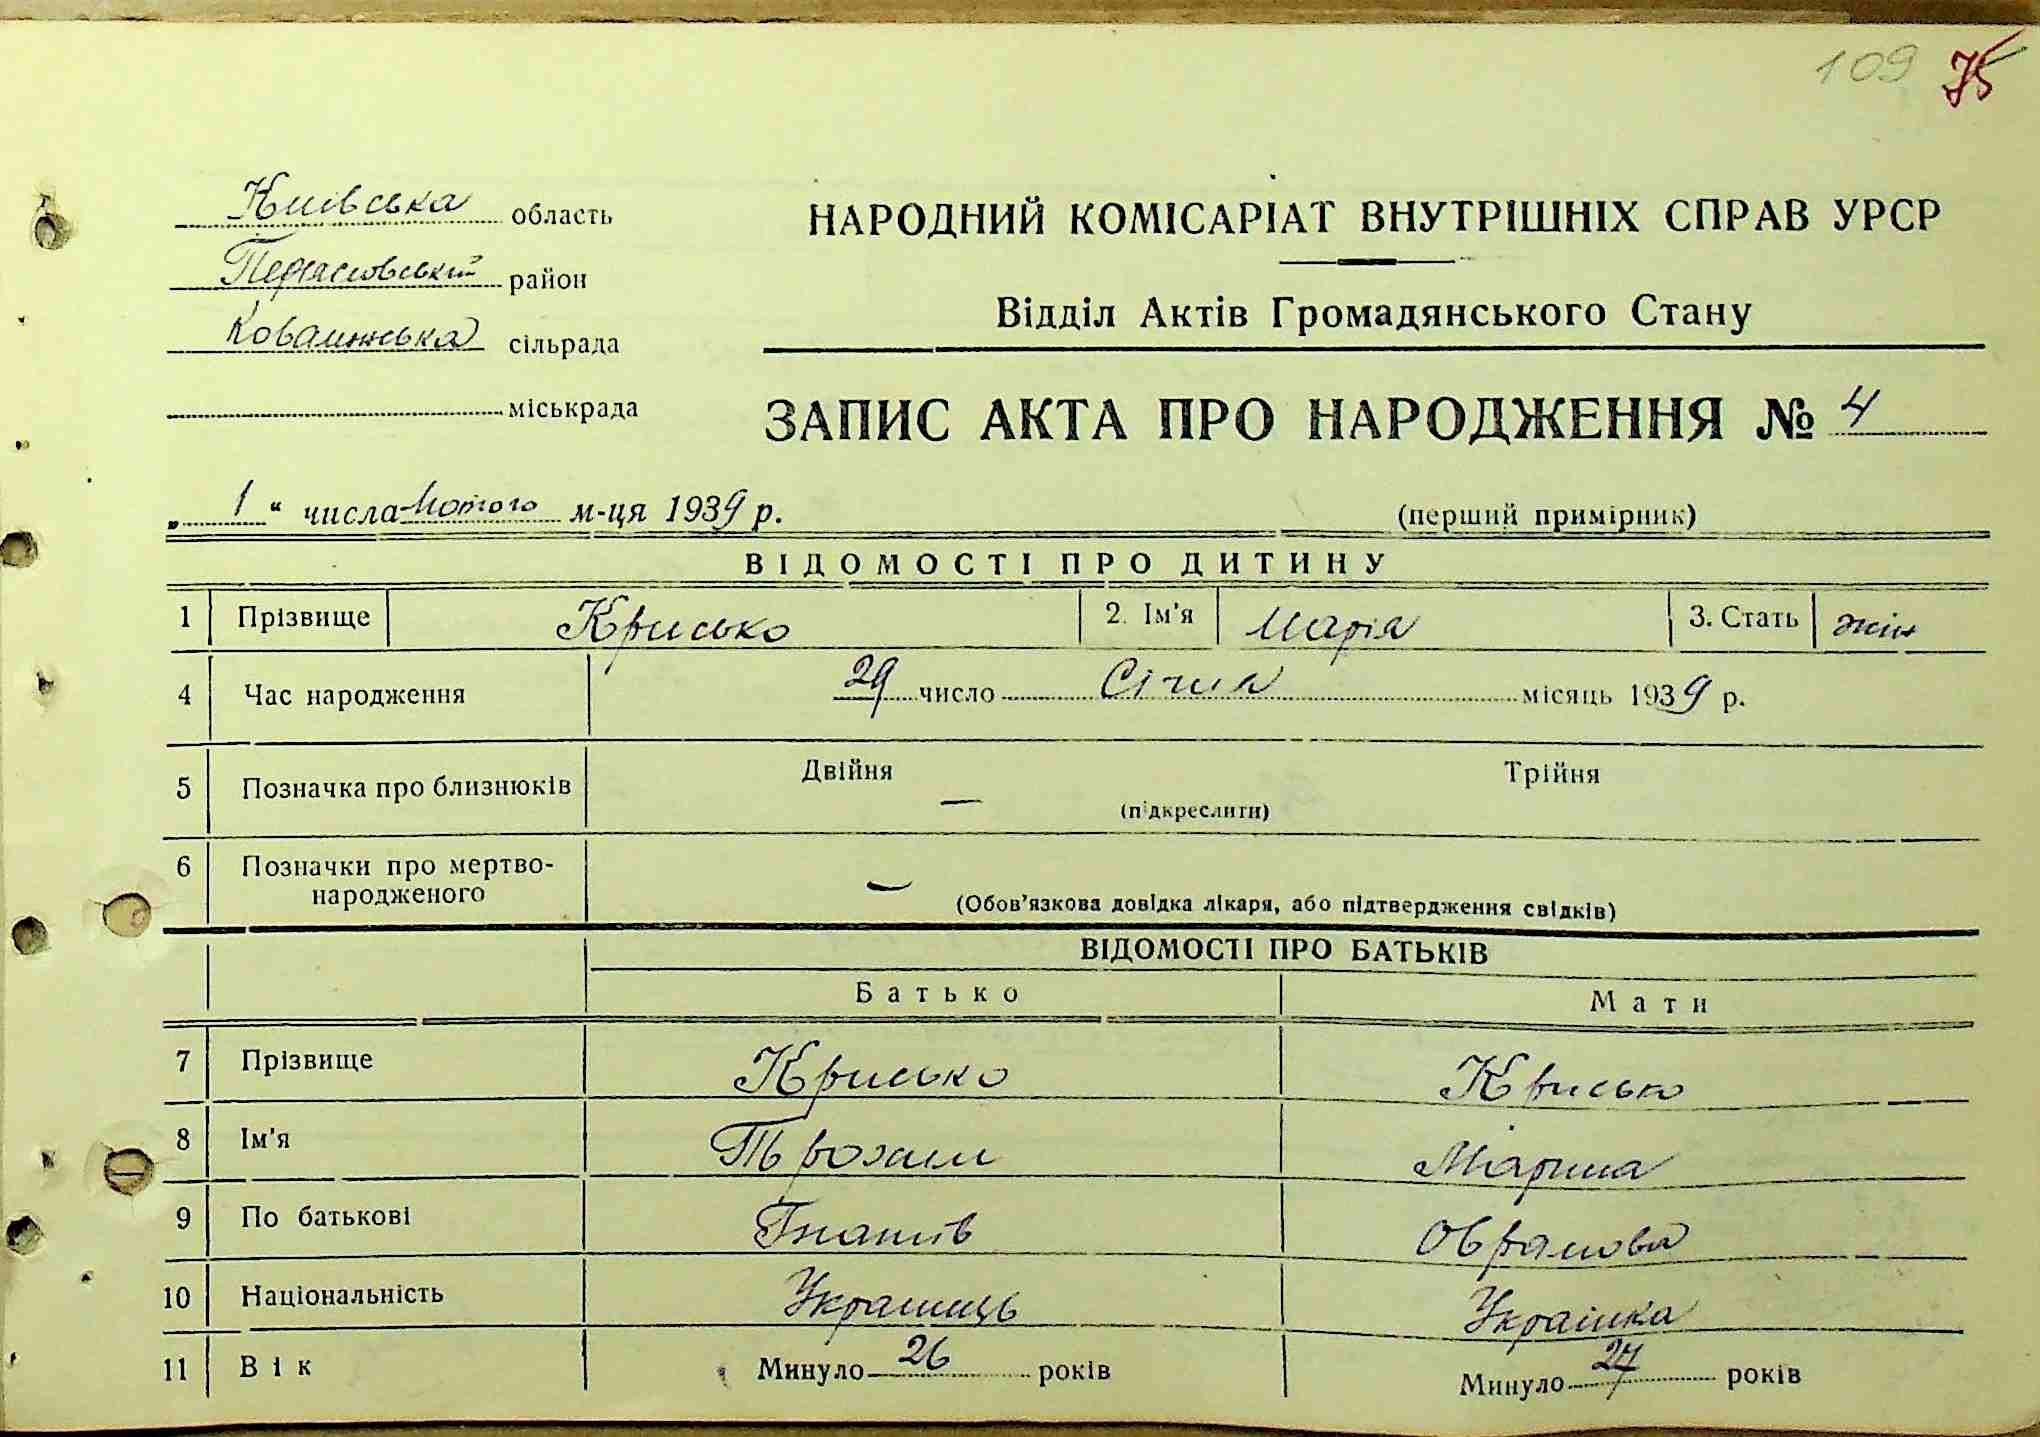 109 75
Київська область
НАРОДНИЙ КОМІСАРІАТ ВНУТРІШНІХ СПРАВ УРСР
район
Відділ Актів Громадянського Стану
сільрада
міськрада
ЗАПИС АКТА ПРО НАРОДЖЕННЯ № 4
„ 1 “ числа Лютого м-ця 1939 р. (перший примірник)
ВІДОМОСТІ ПРО ДИТИНУ
1 Прізвище Крисько 2. Ім'я Марія 3. Стать жін
4 Час народження 29 число Січня місяць 1939 р.
5 Позначка про близнюків Двійня — (підкреслити) Трійня
6 Позначки про мертво-
народженого — (Обов'язкова довідка лікаря, або підтвердження свідків)
ВІДОМОСТІ ПРО БАТЬКІВ
Батько Мати
7 Прізвище Крисько Крисько
8 Ім'я Трохим Марина
9 По батькові Гнатів Оврамова
10 Національність Українець Українка
11 Вік Минуло 26 років Минуло 27 років